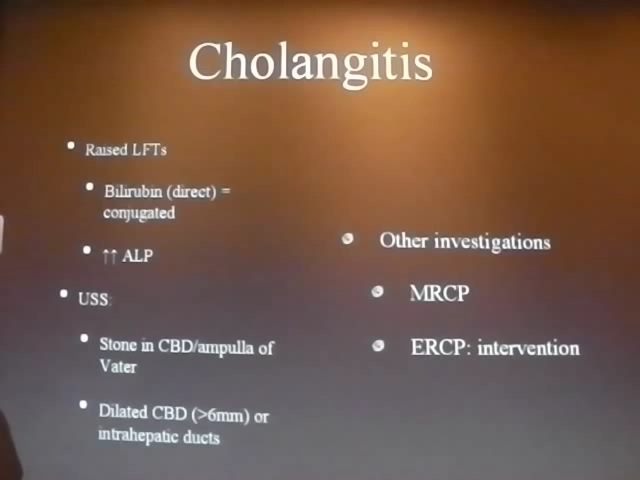 Cholangitis
Raised LFTs
Bilirubin (direct) =
conjugated
↑↑ ALP
USS:
Stone in CBD/ampulla of
Vater
Dilated CBD (>6mm) or
intrahepatic ducts
Other investigations
MRCP
ERCP: intervention